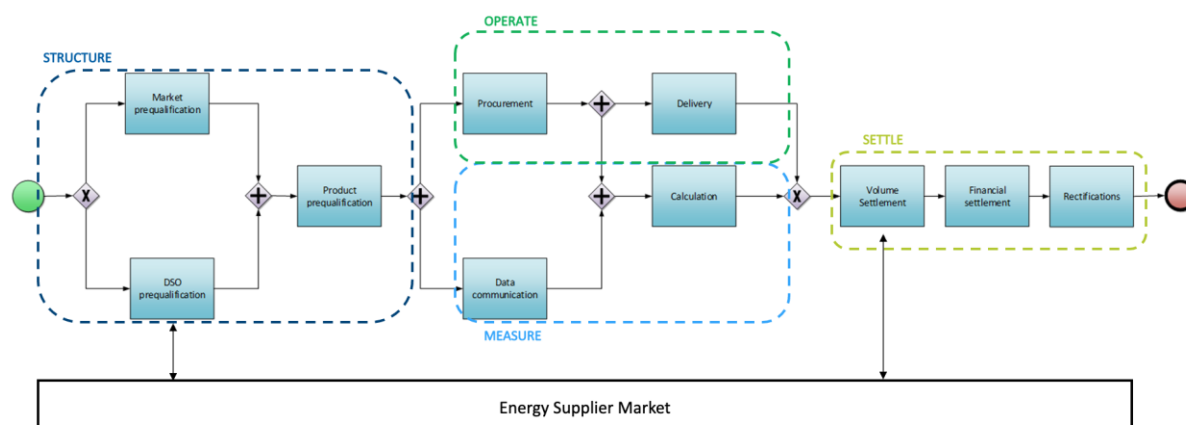 OPERATE
STRUCTURE
Market
prequalification
Procurement
Delivery
SETTLE
X
Product
prequalification
Calculation
X
Volume
Settlement
Financial
settlement
Rectifications
DSO
prequalification
Data
communication
MEASURE
Energy Supplier Market